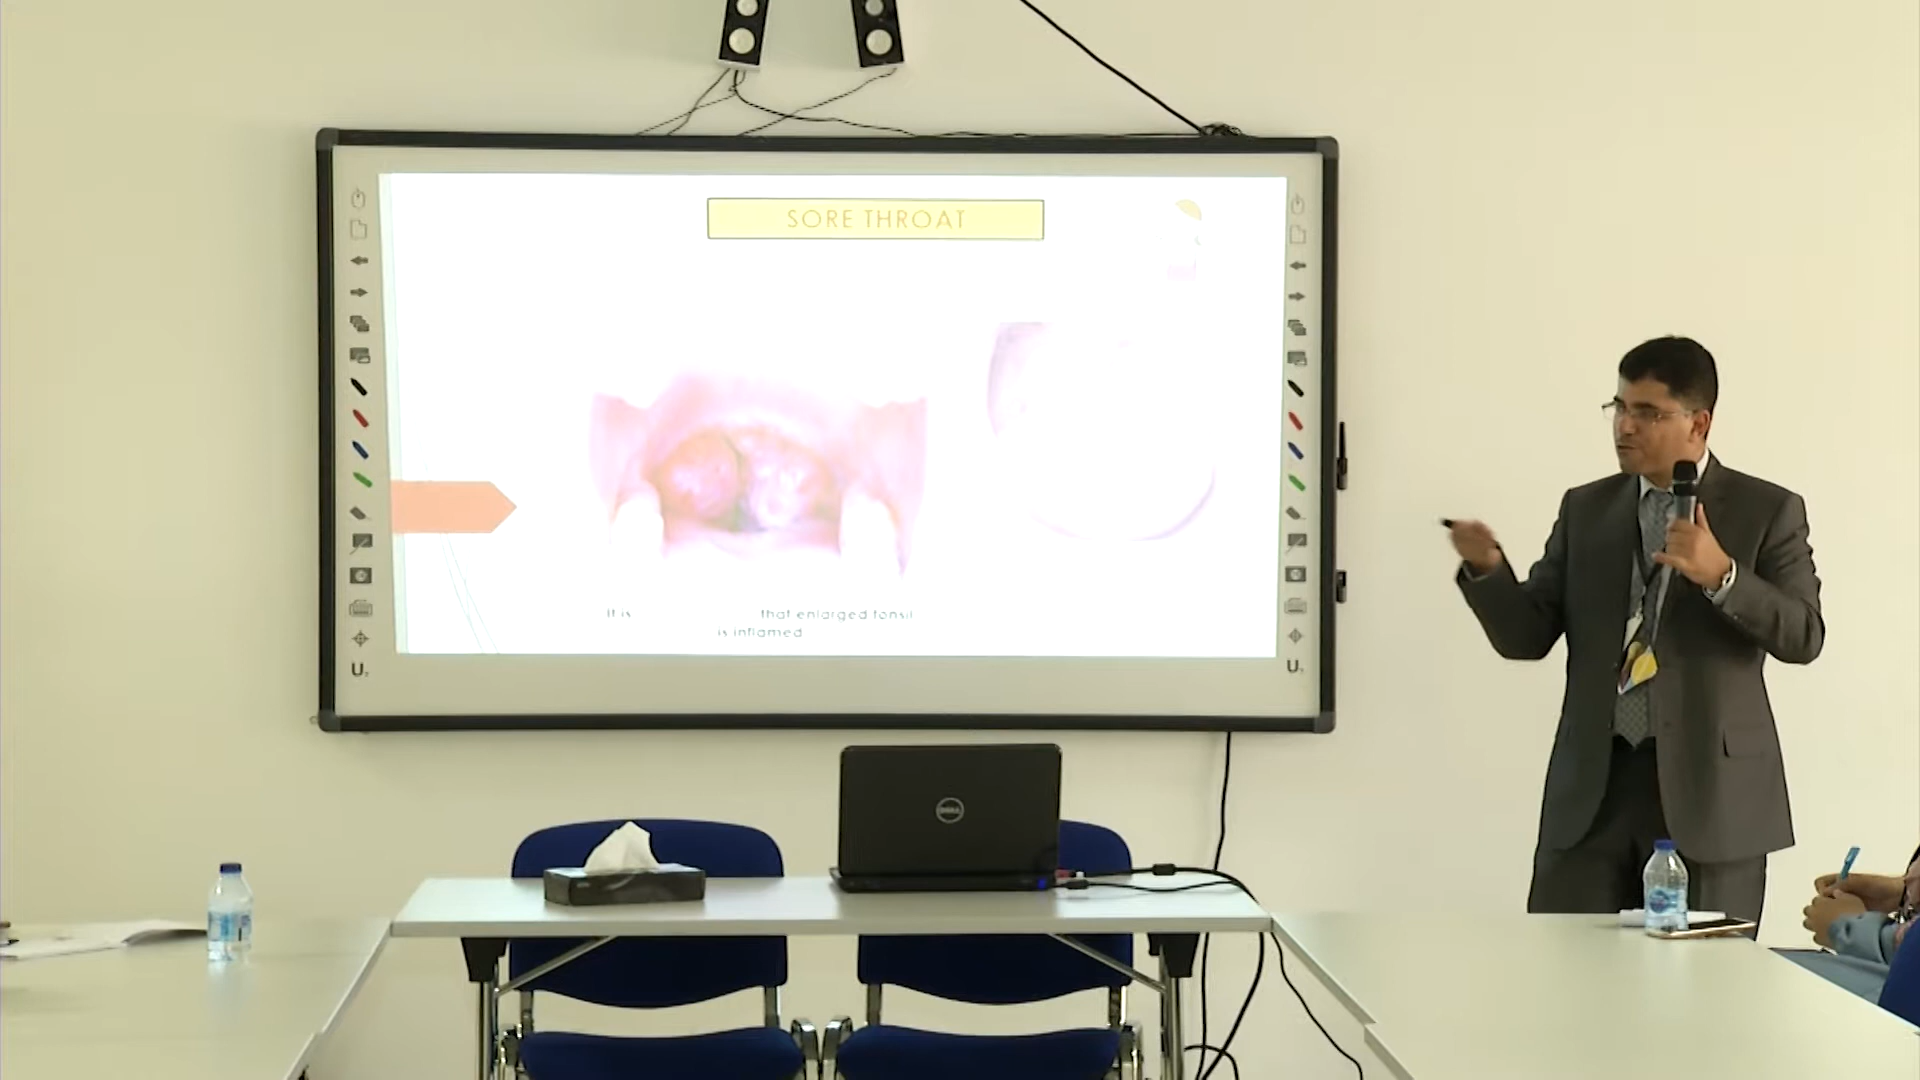 SORE THROAT
It is that enlarged tonsil
is inflamed
DELL